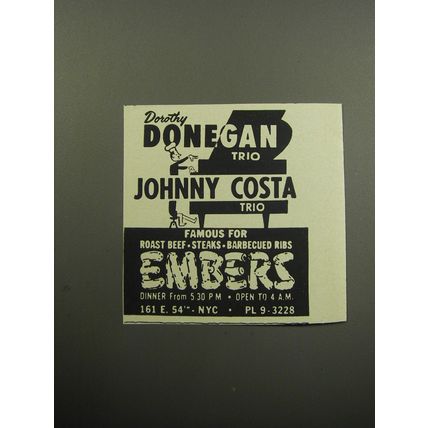 Dorothy
DONEGAN
TRIO
JOHNNY COSTA
TRIO
FAMOUS FOR
ROAST BEEF • STEAKS • BARBECUED RIBS
EMBERS
DINNER From 5:30 P M • OPEN TO 4 A.M.
161 E. 54th • NYC • PL 9-3228